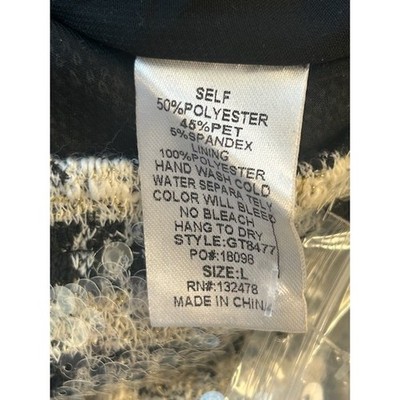 SELF
50%POLYESTER
45%PET
5%SPANDEX
LINING
100%POLYESTER
HAND WASH COLD
WATER SEPARATELY
COLOR WILL BLEED
NO BLEACH
HANG TO DRY
STYLE:GT8477
PO#:18098
SIZE:L
RN#:132478
MADE IN CHINA